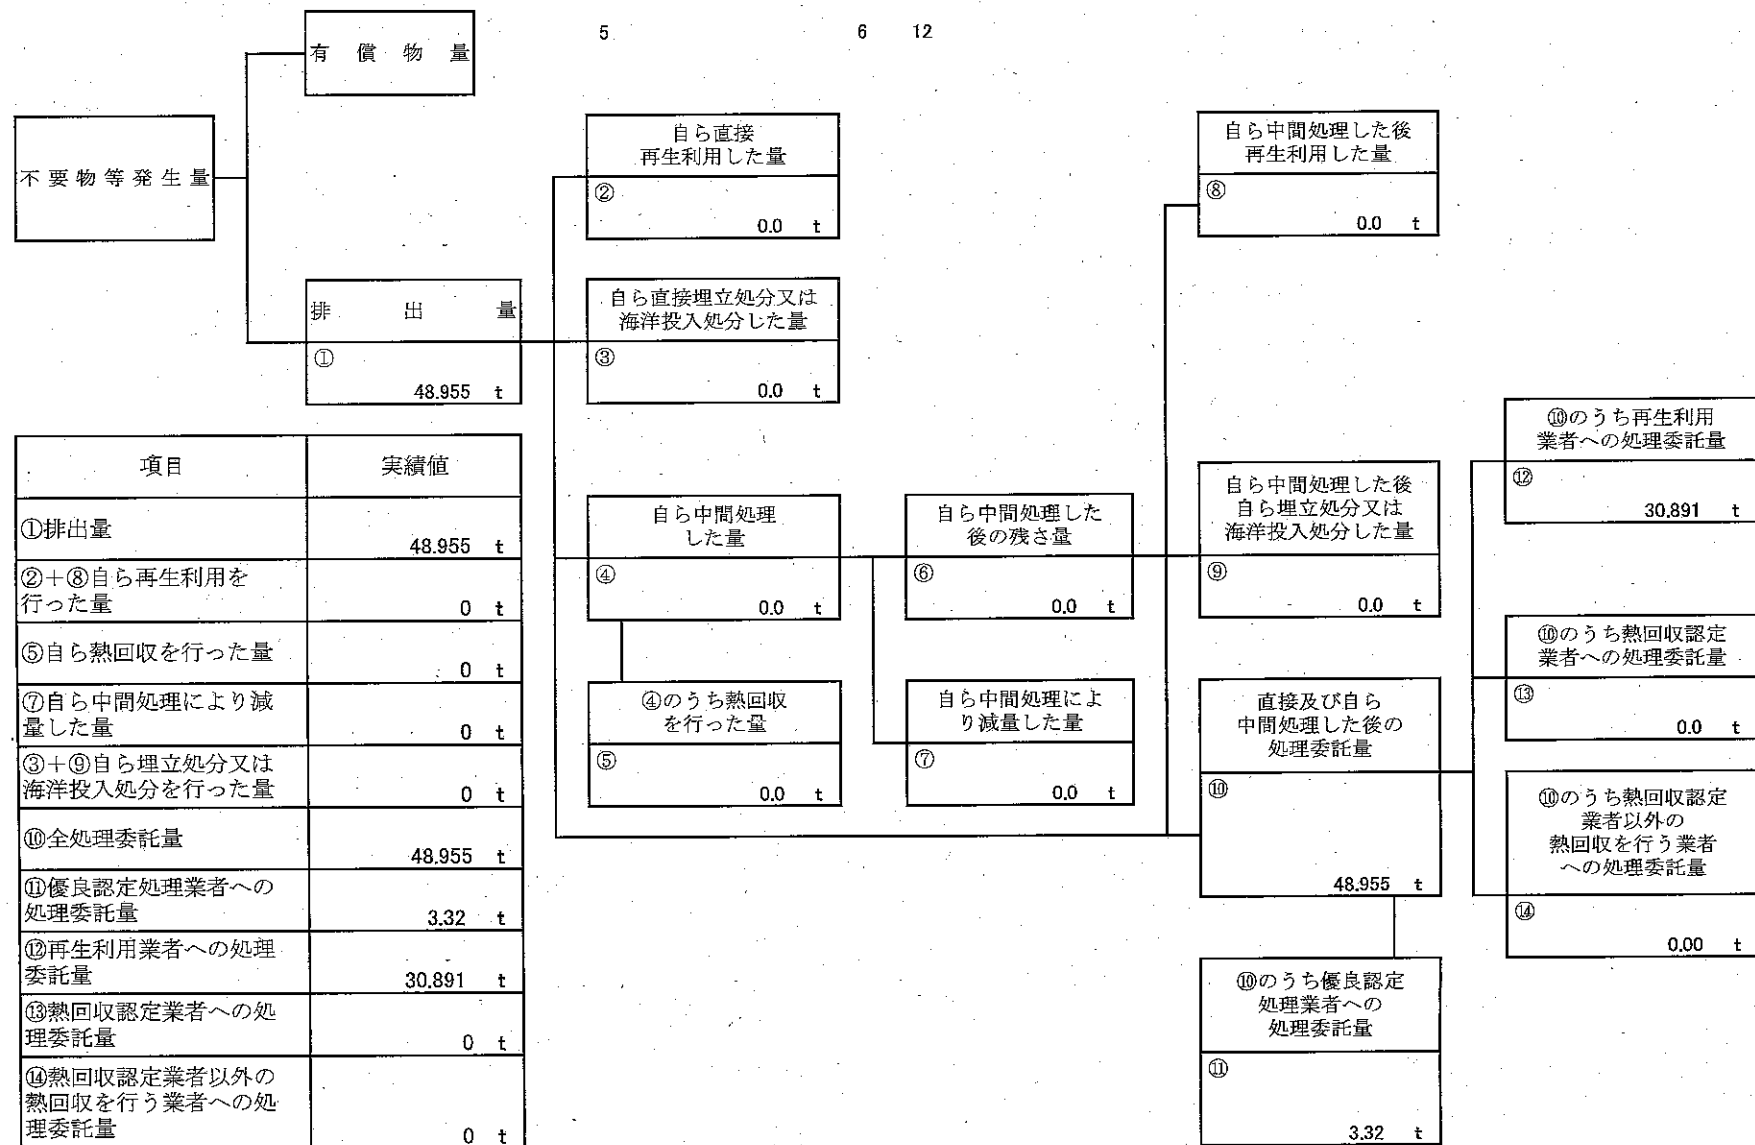 5 6 12
有償物量
不要物等発生量
排出量
①
48.955 t
自ら直接
再生利用した量
②
0.0 t
自ら直接埋立処分又は
海洋投入処分した量
③
0.0 t
自ら中間処理
した量
④
0.0 t
④のうち熱回収
を行った量
⑤
0.0 t
自ら中間処理した
後の残さ量
⑥
0.0 t
自ら中間処理によ
り減量した量
⑦
0.0 t
自ら中間処理した後
再生利用した量
⑧
0.0 t
自ら中間処理した後
自ら埋立処分又は
海洋投入処分した量
⑨
0.0 t
直接及び自ら
中間処理した後の
処理委託量
⑩
48.955 t
⑩のうち優良認定
処理業者への
処理委託量
⑪
3.32 t
⑩のうち再生利用
業者への処理委託量
⑫
30.891 t
⑩のうち熱回収認定
業者への処理委託量
⑬
0.0 t
⑩のうち熱回収認定
業者以外の
熱回収を行う業者
への処理委託量
⑭
0.00 t
項目 実績値
①排出量
48.955 t
②+⑧自ら再生利用を
行った量 0 t
⑤自ら熱回収を行った量
0 t
⑦自ら中間処理により減
量した量 0 t
③+⑨自ら埋立処分又は
海洋投入処分を行った量 0 t
⑩全処理委託量
48.955 t
⑪優良認定処理業者への
処理委託量 3.32 t
⑫再生利用業者への処理
委託量 30.891 t
⑬熱回収認定業者への処
理委託量 0 t
⑭熱回収認定業者以外の
熱回収を行う業者への処
理委託量 0 t